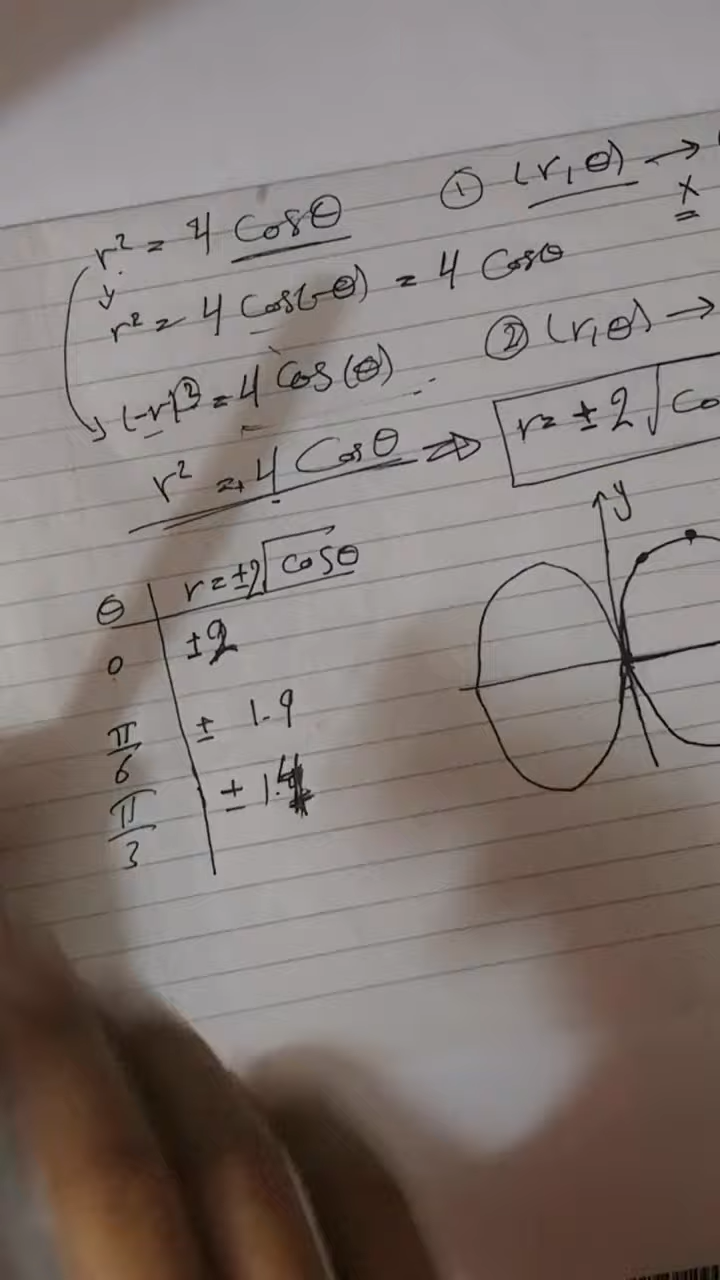 r² = 4 Cosθ ① (r,θ) →
x
r² = 4 Cos(-θ) = 4 Cosθ
(-r)² = 4 Cos(θ) ② (r,θ) →
r² = 4 Cosθ ⇒ r = ±2√Co
y
θ r = ±2√cosθ
0 ±2
π/6 ± 1.9
π/3 ± 1.4